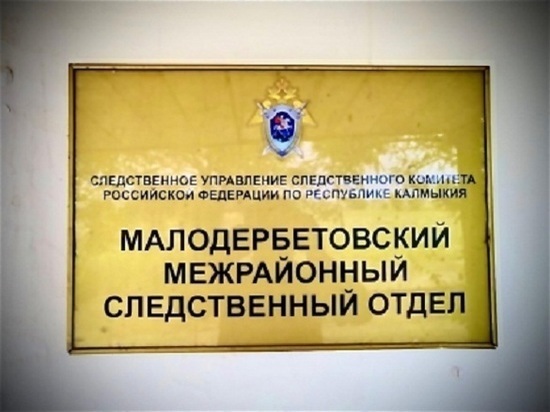 СЛЕДСТВЕННОЕ УПРАВЛЕНИЕ СЛЕДСТВЕННОГО КОМИТЕТА
РОССИЙСКОЙ ФЕДЕРАЦИИ ПО РЕСПУБЛИКЕ КАЛМЫКИЯ
МАЛОДЕРБЕТОВСКИЙ
МЕЖРАЙОННЫЙ
СЛЕДСТВЕННЫЙ ОТДЕЛ